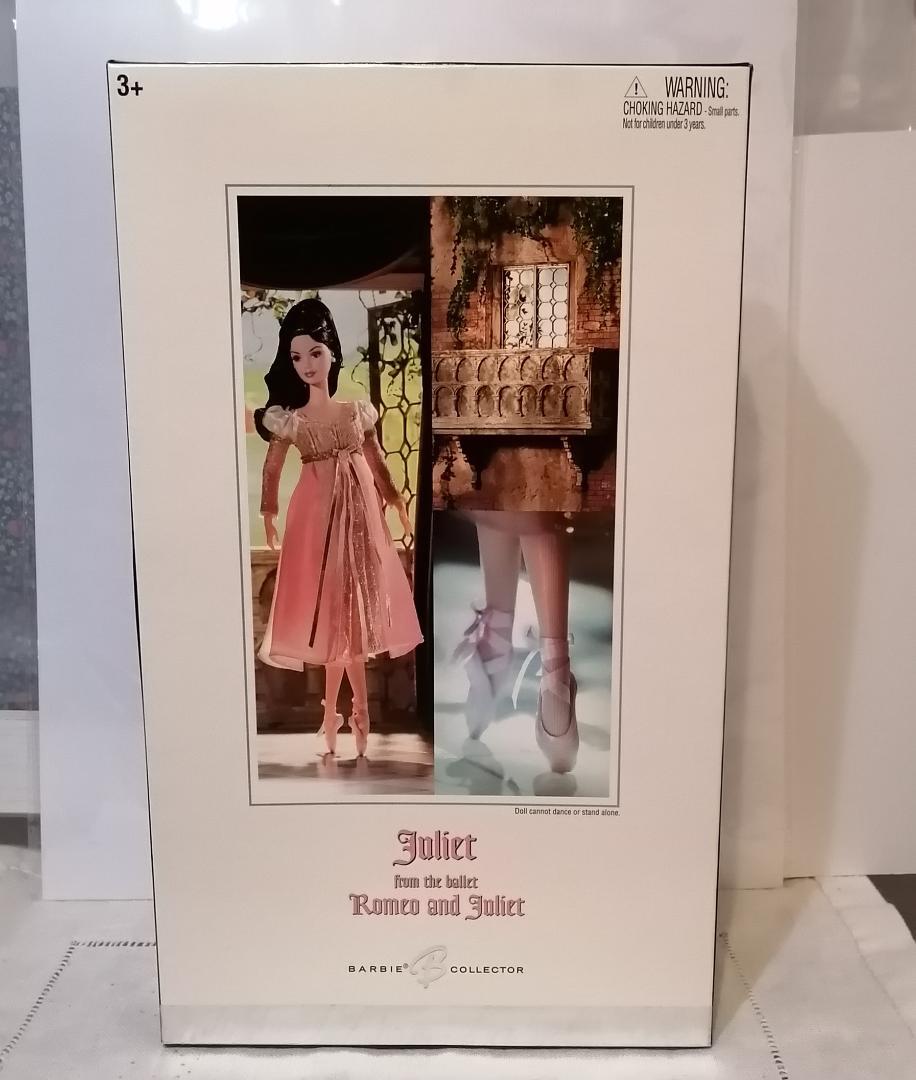 3+
WARNING:
CHOKING HAZARD - Small parts.
Not for children under 3 years.
Doll cannot dance or stand alone.
Juliet
from the ballet
Romeo and Juliet
BARBIE® B COLLECTOR